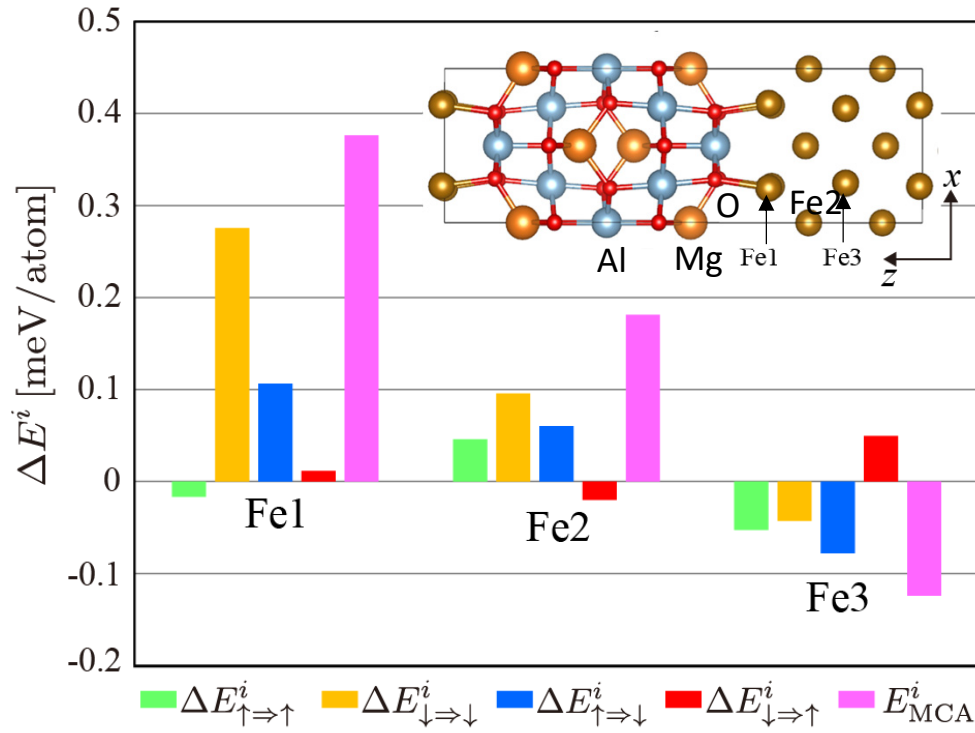 0.5
0.4
0.3
0.2
0.1
0
-0.1
-0.2
ΔE^i [meV/atom]
O Fe2
Al Mg Fe1 Fe3
x
z
Fe1
Fe2
Fe3
ΔE^i_{↑⇒↑} ΔE^i_{↓⇒↓} ΔE^i_{↑⇒↓} ΔE^i_{↓⇒↑} E^i_{MCA}